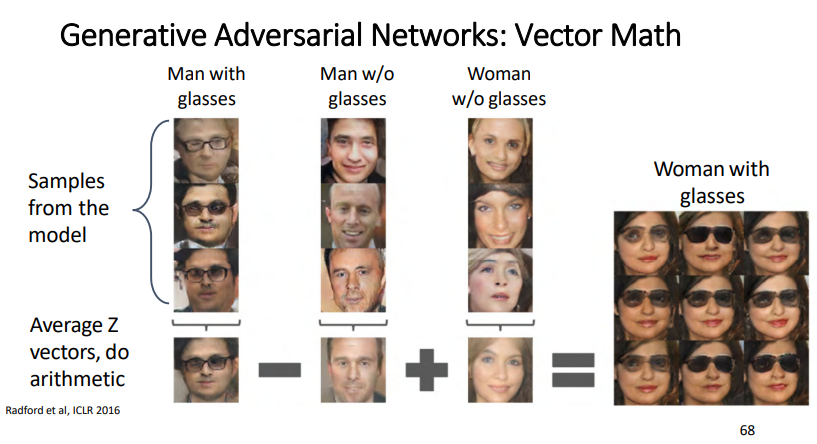 Generative Adversarial Networks: Vector Math
Man with
glasses
Man w/o
glasses
Woman
w/o glasses
Samples
from the
model
Woman with
glasses
Average Z
vectors, do
arithmetic
Radford et al, ICLR 2016
68